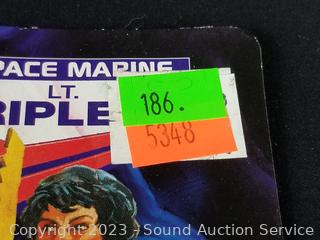 PACE MARINE
LT.
RIPLE
186.
5348
Copyright 2023 - Sound Auction Service